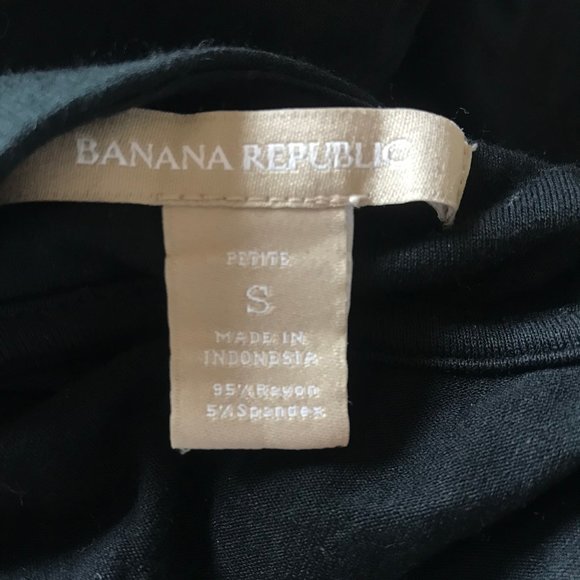 BANANA REPUBLIC
PETITE
S
MADE IN
INDONESIA
95% Rayon
5% Spandex